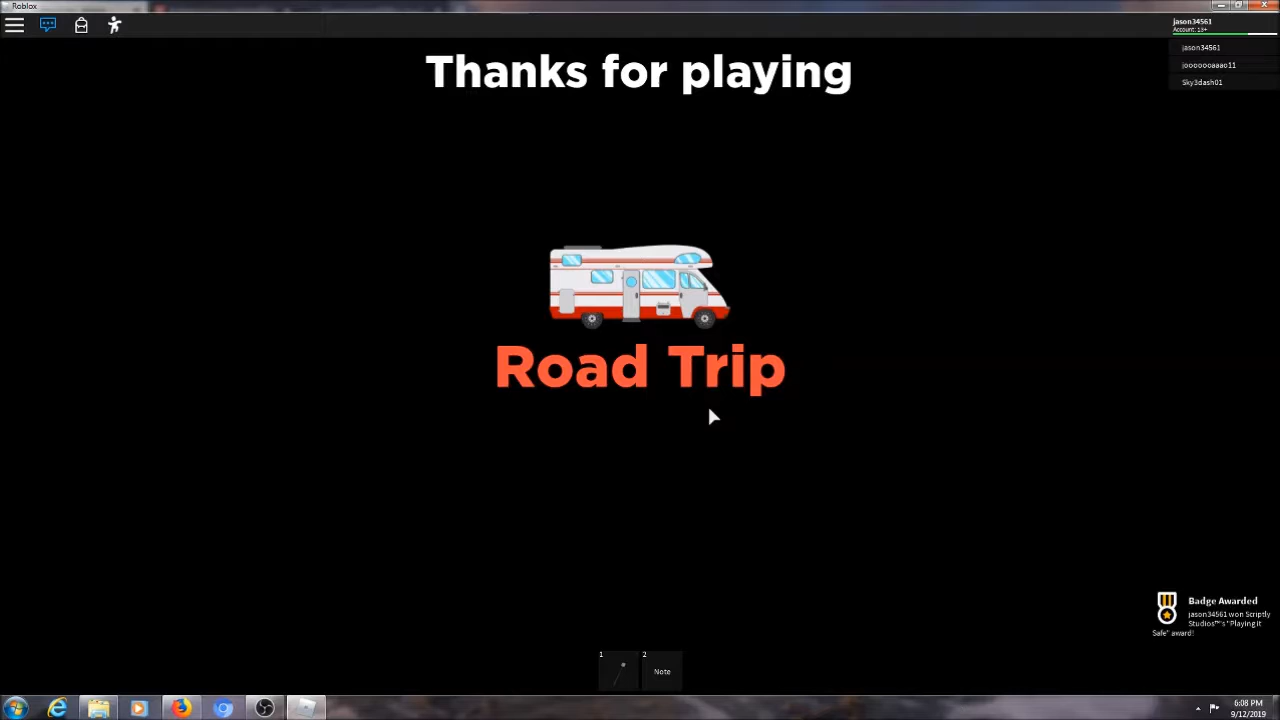 Roblox
jason34561
Account: 13+
jason34561
jooooooaaao11
Sky3dash01
Thanks for playing
Road Trip
Badge Awarded
jason34561 won Scriptly
Studios™'s "Playing it
Safe" award!
1
2
Note
6:08 PM
9/12/2019